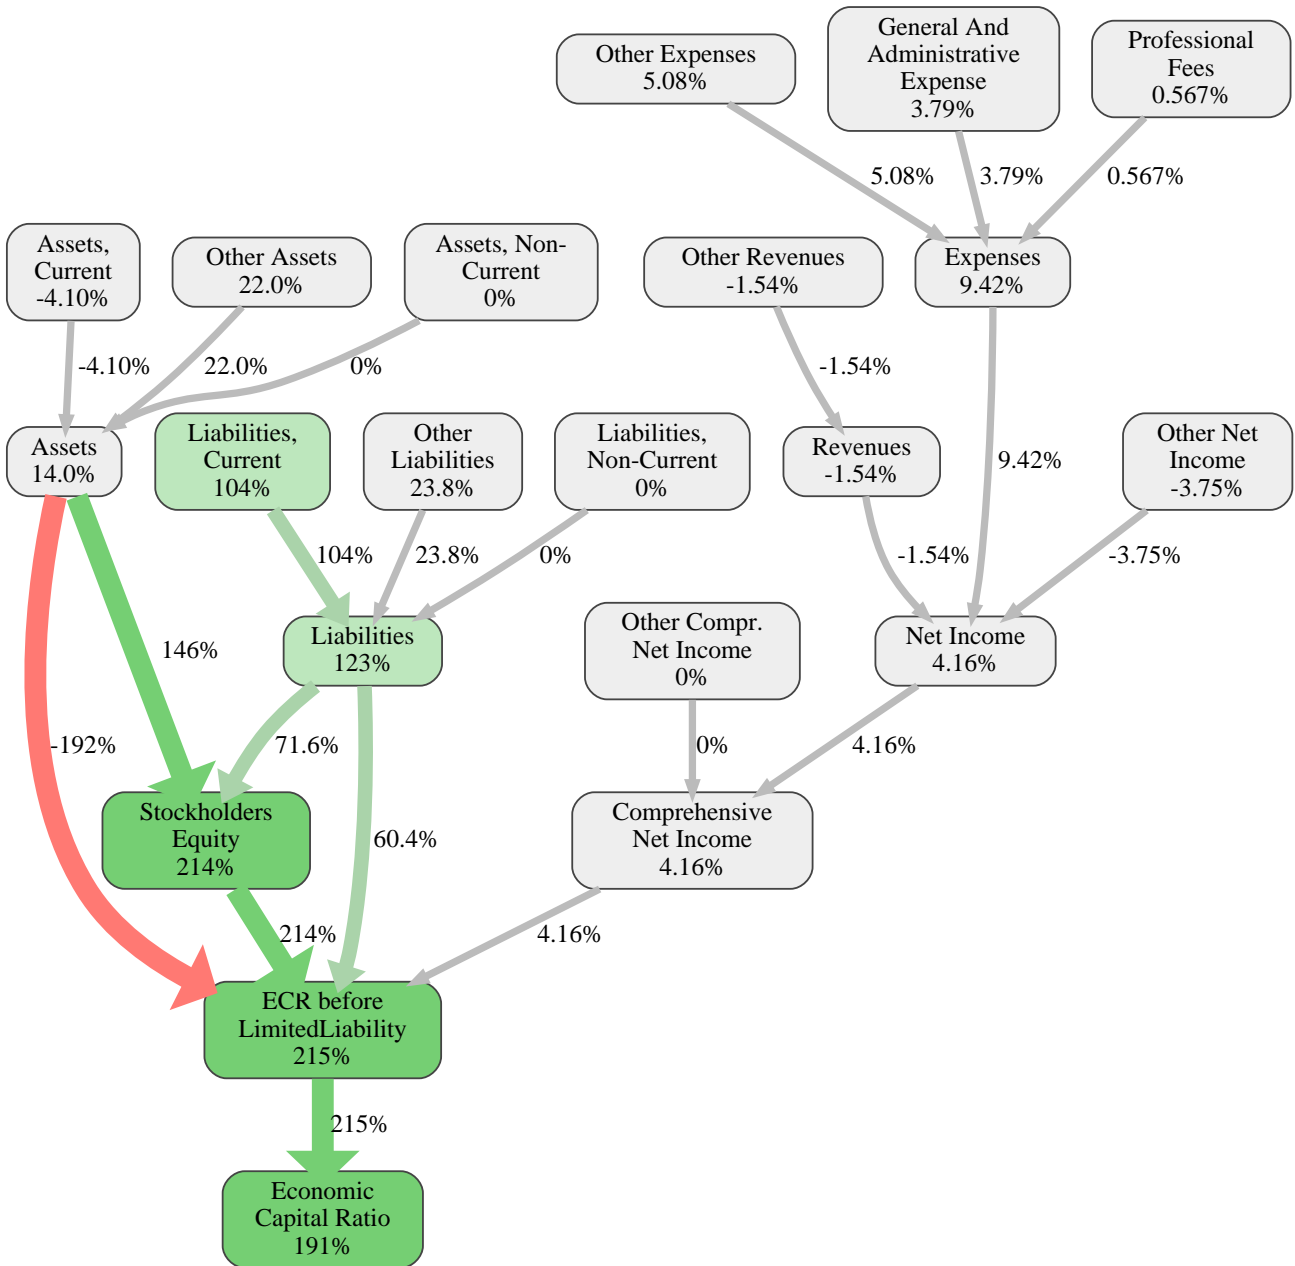 Other Expenses
5.08%
General And
Administrative
Expense
3.79%
Professional
Fees
0.567%
5.08%
3.79%
0.567%
Assets,
Current
-4.10%
Other Assets
22.0%
Assets, Non-
Current
0%
Other Revenues
-1.54%
Expenses
9.42%
-4.10%
22.0%
0%
-1.54%
Assets
14.0%
Liabilities,
Current
104%
Other
Liabilities
23.8%
Liabilities,
Non-Current
0%
Revenues
-1.54%
9.42%
Other Net
Income
-3.75%
104%
23.8%
0%
-1.54%
-3.75%
146%
Liabilities
123%
Other Compr.
Net Income
0%
Net Income
4.16%
-192%
71.6%
0%
4.16%
Stockholders
Equity
214%
60.4%
Comprehensive
Net Income
4.16%
214%
4.16%
ECR before
LimitedLiability
215%
215%
Economic
Capital Ratio
191%